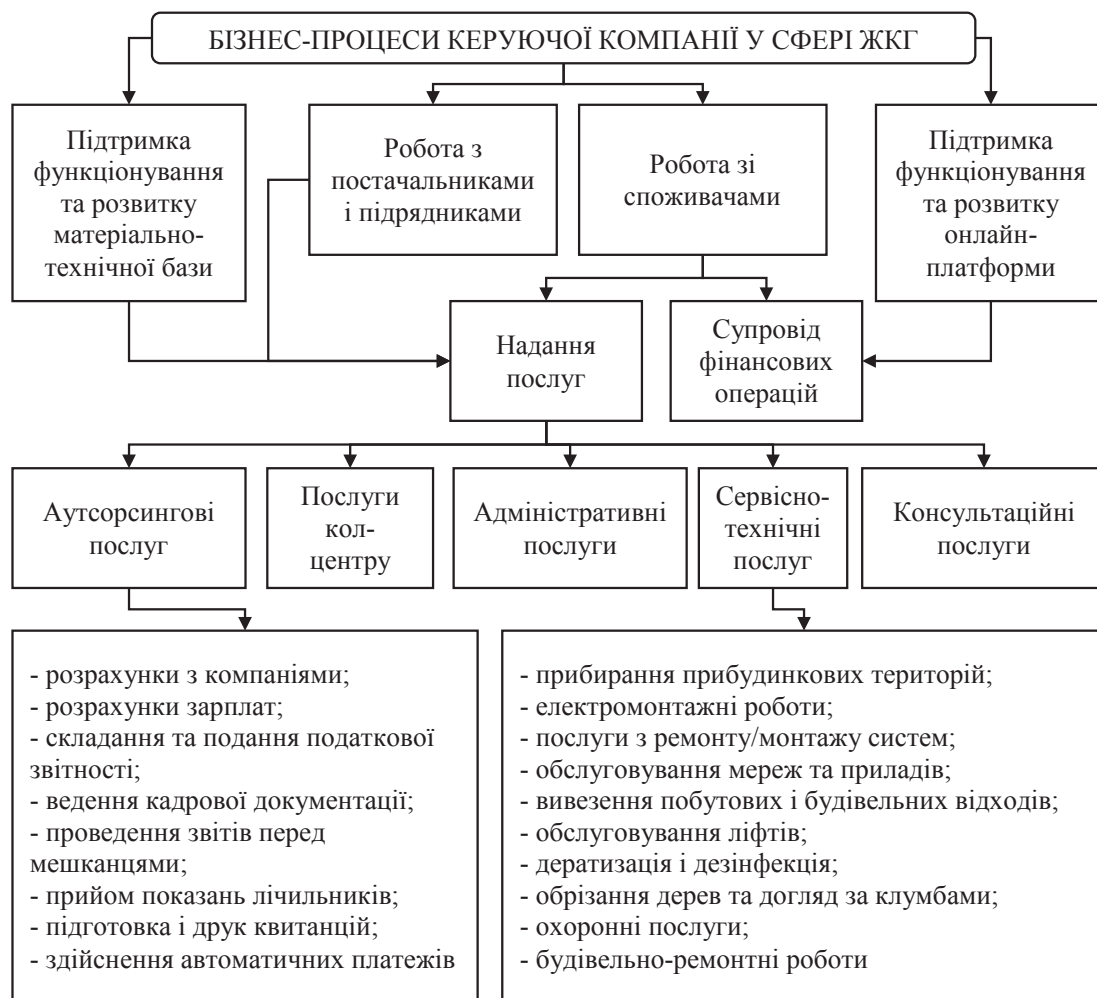 БІЗНЕС-ПРОЦЕСИ КЕРУЮЧОЇ КОМПАНІЇ У СФЕРІ ЖКГ
Підтримка
функціонування
та розвитку
матеріально-
технічної бази
Робота з
постачальниками
і підрядниками
Робота зі
споживачами
Підтримка
функціонування
та розвитку
онлайн-
платформи
Надання
послуг
Супровід
фінансових
операцій
Аутсорсингові
послуг
Послуги
кол-
центру
Адміністративні
послуги
Сервісно-
технічні
послуг
Консультаційні
послуги
- розрахунки з компаніями;
- розрахунки зарплат;
- складання та подання податкової
звітності;
- ведення кадрової документації;
- проведення звітів перед
мешканцями;
- прийом показань лічильників;
- підготовка і друк квитанцій;
- здійснення автоматичних платежів
- прибирання прибудинкових територій;
- електромонтажні роботи;
- послуги з ремонту/монтажу систем;
- обслуговування мереж та приладів;
- вивезення побутових і будівельних відходів;
- обслуговування ліфтів;
- дератизація і дезінфекція;
- обрізання дерев та догляд за клумбами;
- охоронні послуги;
- будівельно-ремонтні роботи